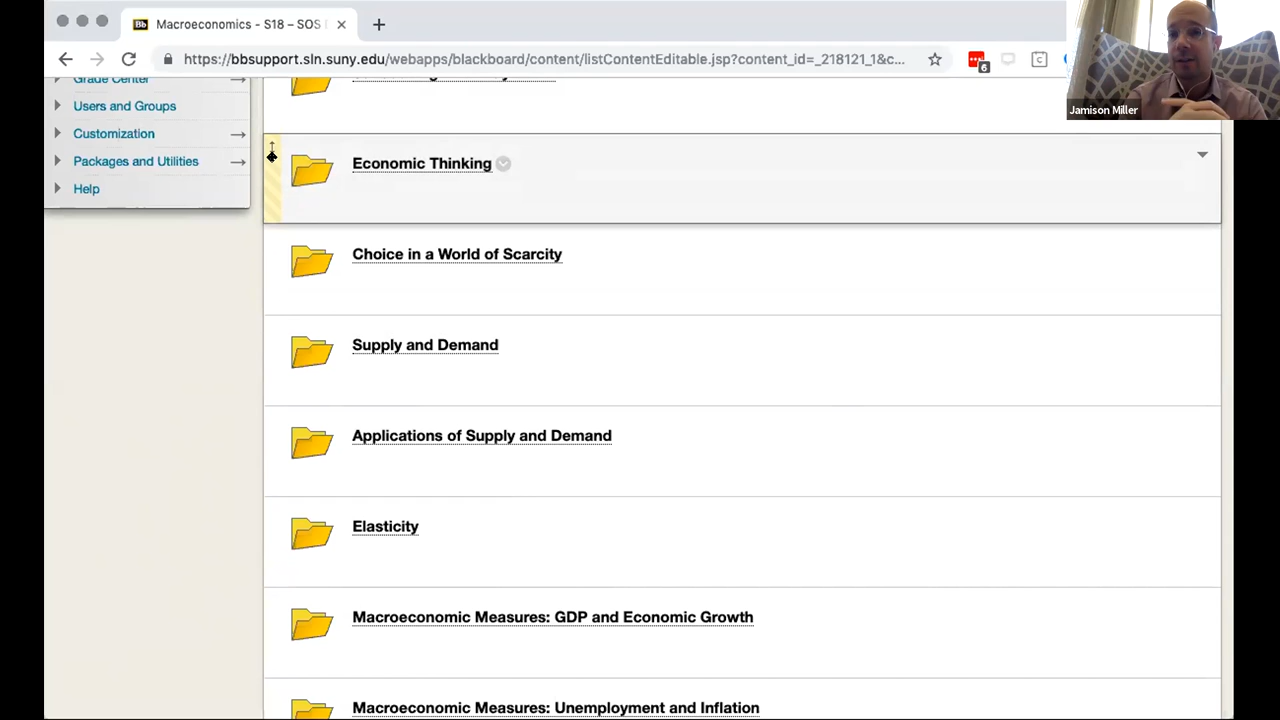 Macroeconomics - S18 – SOS
https://bbsupport.sln.suny.edu/webapps/blackboard/content/listContentEditable.jsp?content_id=_218121_1&c...
6
Jamison Miller
Grade Center
Users and Groups
Customization
Packages and Utilities
Help
Economic Thinking
Choice in a World of Scarcity
Supply and Demand
Applications of Supply and Demand
Elasticity
Macroeconomic Measures: GDP and Economic Growth
Macroeconomic Measures: Unemployment and Inflation